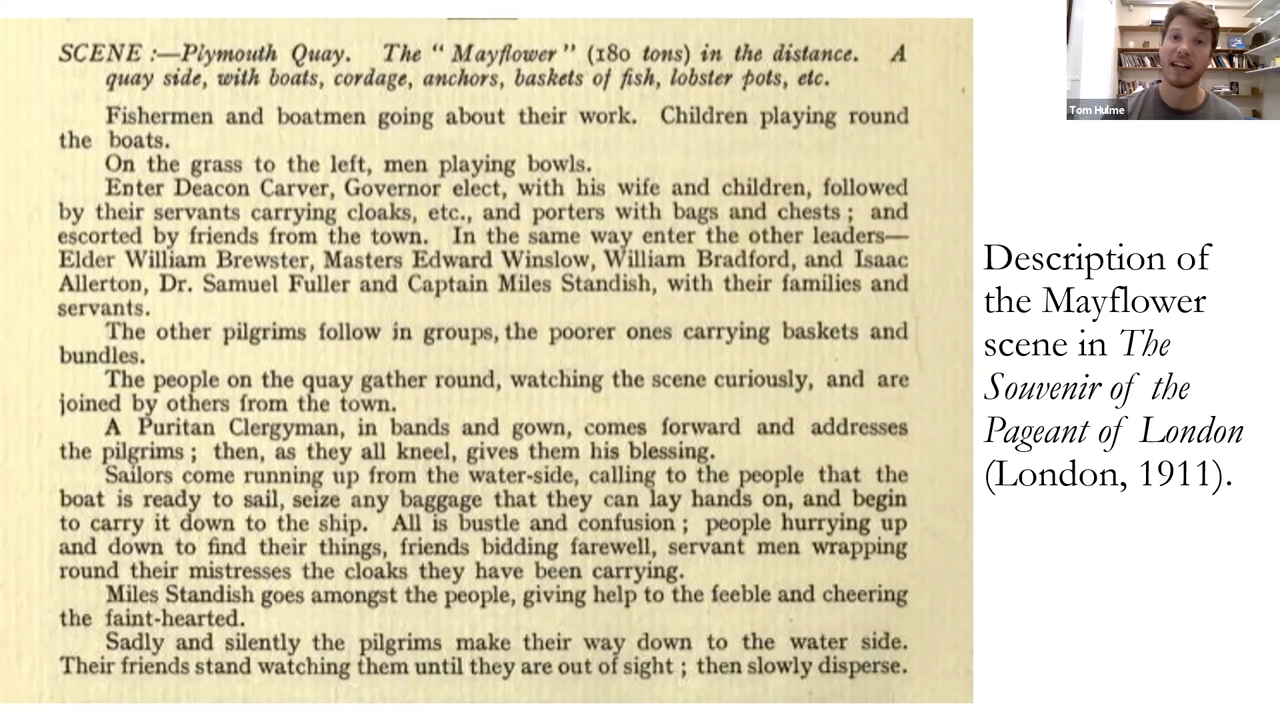 SCENE :—Plymouth Quay. The "Mayflower" (180 tons) in the distance. A
quay side, with boats, cordage, anchors, baskets of fish, lobster pots, etc.
Fishermen and boatmen going about their work. Children playing round
the boats.
On the grass to the left, men playing bowls.
Enter Deacon Carver, Governor elect, with his wife and children, followed
by their servants carrying cloaks, etc., and porters with bags and chests ; and
escorted by friends from the town. In the same way enter the other leaders—
Elder William Brewster, Masters Edward Winslow, William Bradford, and Isaac
Allerton, Dr. Samuel Fuller and Captain Miles Standish, with their families and
servants.
The other pilgrims follow in groups, the poorer ones carrying baskets and
bundles.
The people on the quay gather round, watching the scene curiously, and are
joined by others from the town.
A Puritan Clergyman, in bands and gown, comes forward and addresses
the pilgrims ; then, as they all kneel, gives them his blessing.
Sailors come running up from the water-side, calling to the people that the
boat is ready to sail, seize any baggage that they can lay hands on, and begin
to carry it down to the ship. All is bustle and confusion ; people hurrying up
and down to find their things, friends bidding farewell, servant men wrapping
round their mistresses the cloaks they have been carrying.
Miles Standish goes amongst the people, giving help to the feeble and cheering
the faint-hearted.
Sadly and silently the pilgrims make their way down to the water side.
Their friends stand watching them until they are out of sight ; then slowly disperse.
Tom Hulme
Description of
the Mayflower
scene in The
Souvenir of the
Pageant of London
(London, 1911).